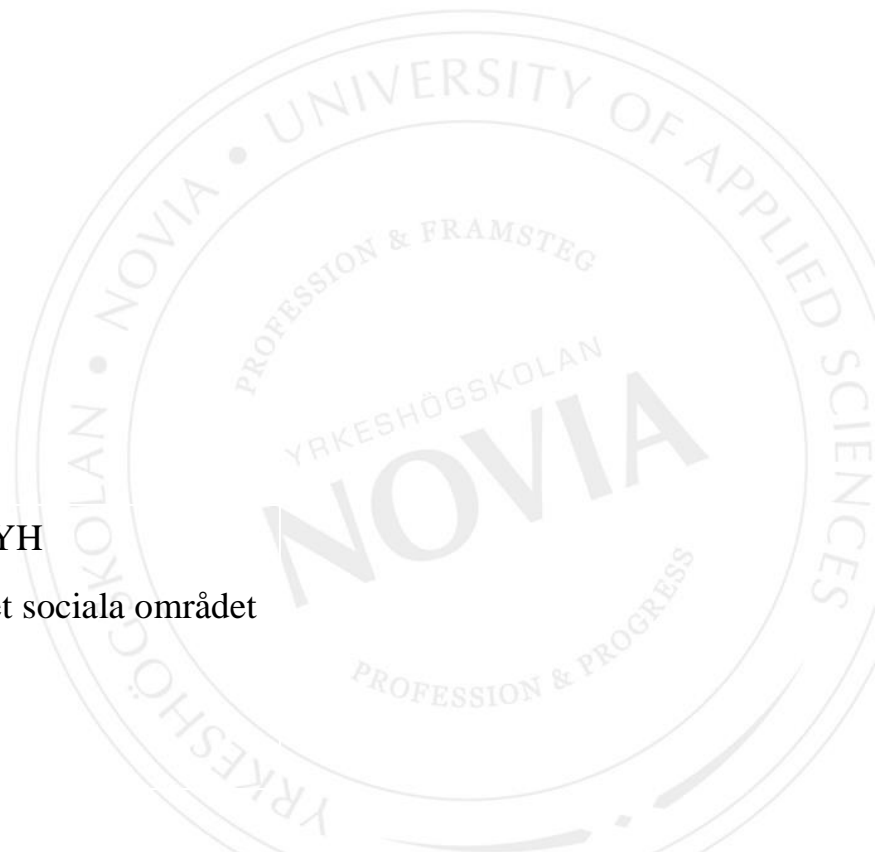 YRKESHÖGSKOLAN • NOVIA • UNIVERSITY OF APPLIED SCIENCES
PROFESSION & FRAMSTEG
YRKESHÖGSKOLAN
NOVIA
YH
t sociala området
PROFESSION & PROGRESS